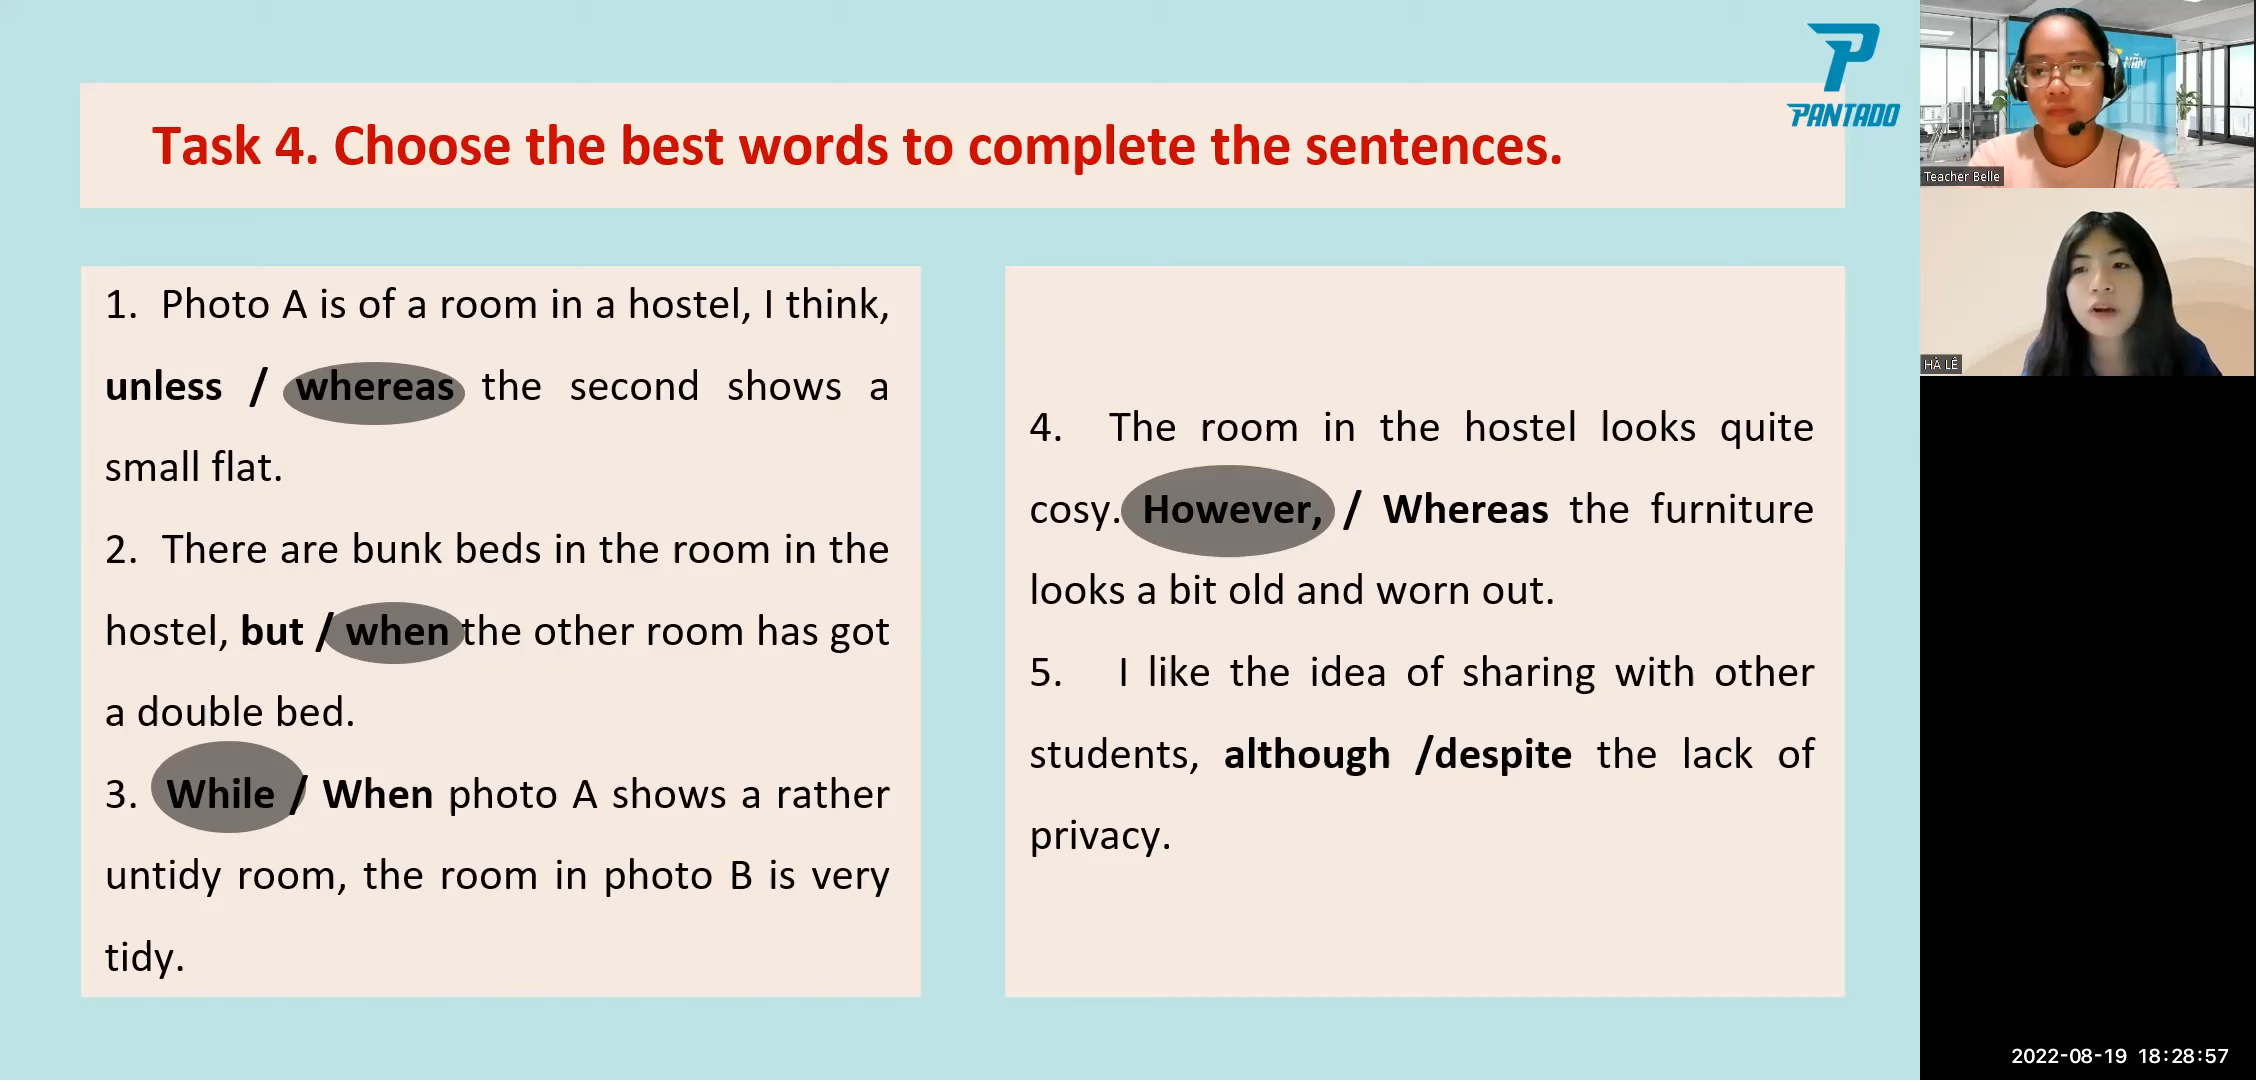 PANTADO
Task 4. Choose the best words to complete the sentences.
1. Photo A is of a room in a hostel, I think,
unless / whereas the second shows a
small flat.
2. There are bunk beds in the room in the
hostel, but / when the other room has got
a double bed.
3. While / When photo A shows a rather
untidy room, the room in photo B is very
tidy.
4. The room in the hostel looks quite
cosy. However, / Whereas the furniture
looks a bit old and worn out.
5. I like the idea of sharing with other
students, although /despite the lack of
privacy.
NĂM
Teacher Belle
HÀ LÊ
2022-08-19 18:28:57